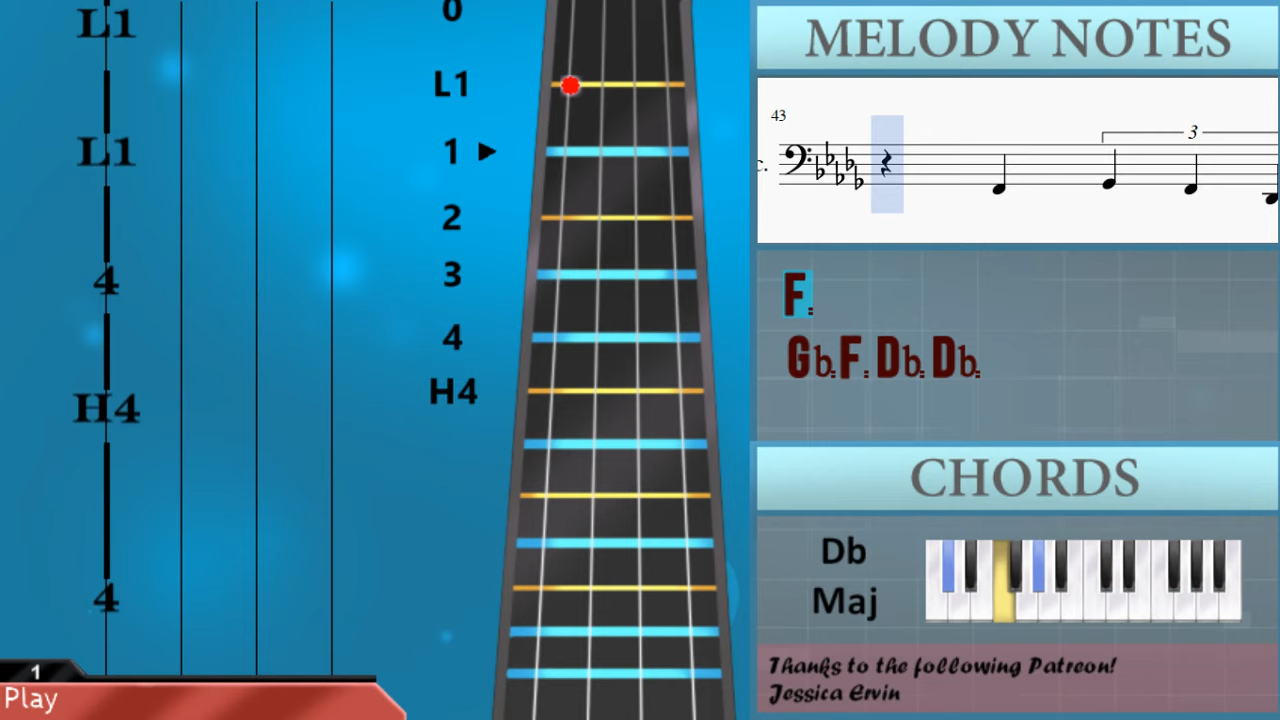 L1
L1
4
H4
4
1
Play
0
L1
1
2
3
4
H4
MELODY NOTES
43
3
c.
F.
Gb. F. Db. Db.
CHORDS
Db
Maj
Thanks to the following Patreon!
Jessica Ervin